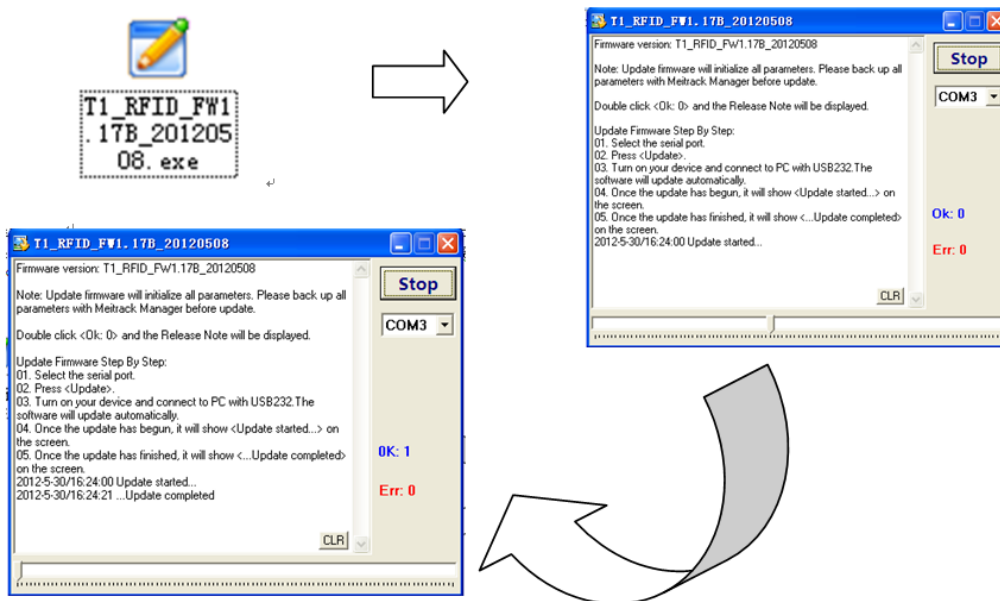 T1_RFID_FW1
.17B_201205
08.exe
T1_RFID_FW1.17B_20120508
Firmware version: T1_RFID_FW1.17B_20120508
Note: Update firmware will initialize all parameters. Please back up all
parameters with Meitrack Manager before update.
Double click <Ok: 0> and the Release Note will be displayed.
Update Firmware Step By Step:
01. Select the serial port.
02. Press <Update>.
03. Turn on your device and connect to PC with USB232.The
software will update automatically.
04. Once the update has begun, it will show <Update started...> on
the screen.
05. Once the update has finished, it will show <...Update completed>
on the screen.
2012-5-30/16:24:00 Update started...
Stop
COM3
Ok: 0
Err: 0
CLR
T1_RFID_FW1.17B_20120508
Firmware version: T1_RFID_FW1.17B_20120508
Note: Update firmware will initialize all parameters. Please back up all
parameters with Meitrack Manager before update.
Double click <Ok: 0> and the Release Note will be displayed.
Update Firmware Step By Step:
01. Select the serial port.
02. Press <Update>.
03. Turn on your device and connect to PC with USB232.The
software will update automatically.
04. Once the update has begun, it will show <Update started...> on
the screen.
05. Once the update has finished, it will show <...Update completed>
on the screen.
2012-5-30/16:24:00 Update started...
2012-5-30/16:24:21 ...Update completed
Stop
COM3
OK: 1
Err: 0
CLR